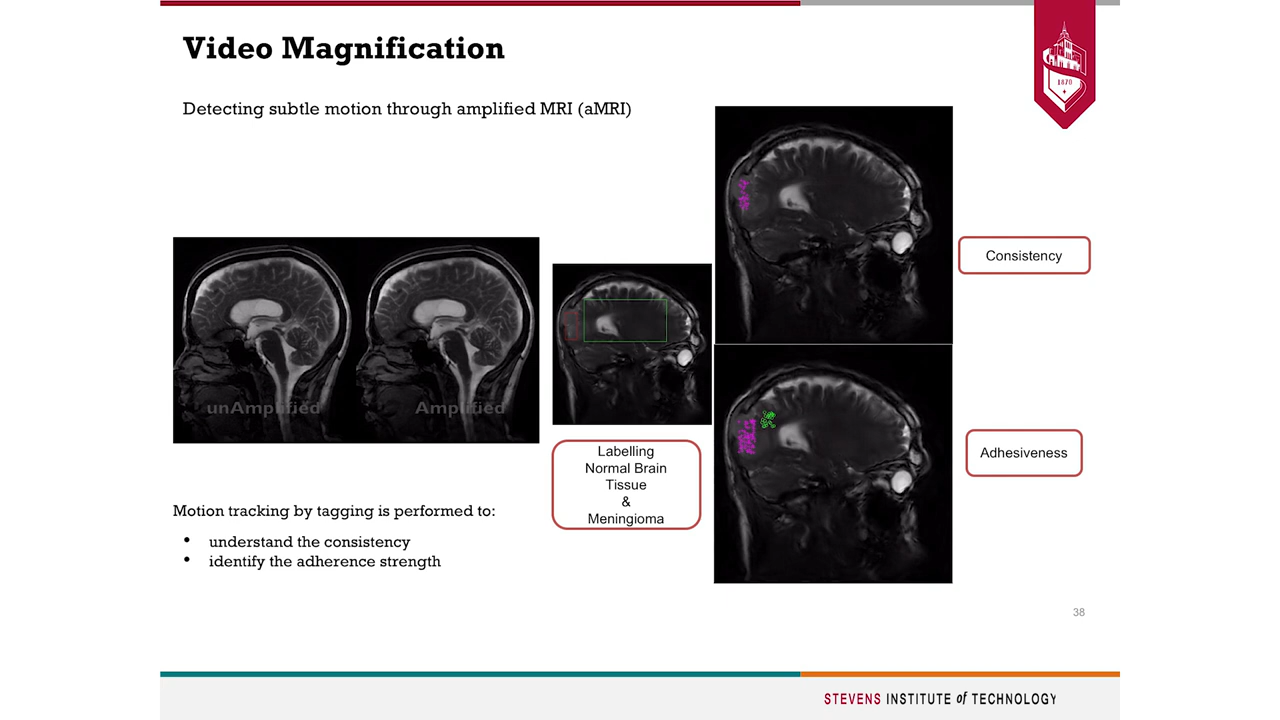 Video Magnification
1870
Detecting subtle motion through amplified MRI (aMRI)
Consistency
unAmplified
Amplified
Labelling
Normal Brain
Tissue
&
Meningioma
Adhesiveness
Motion tracking by tagging is performed to:
• understand the consistency
• identify the adherence strength
38
STEVENS INSTITUTE of TECHNOLOGY